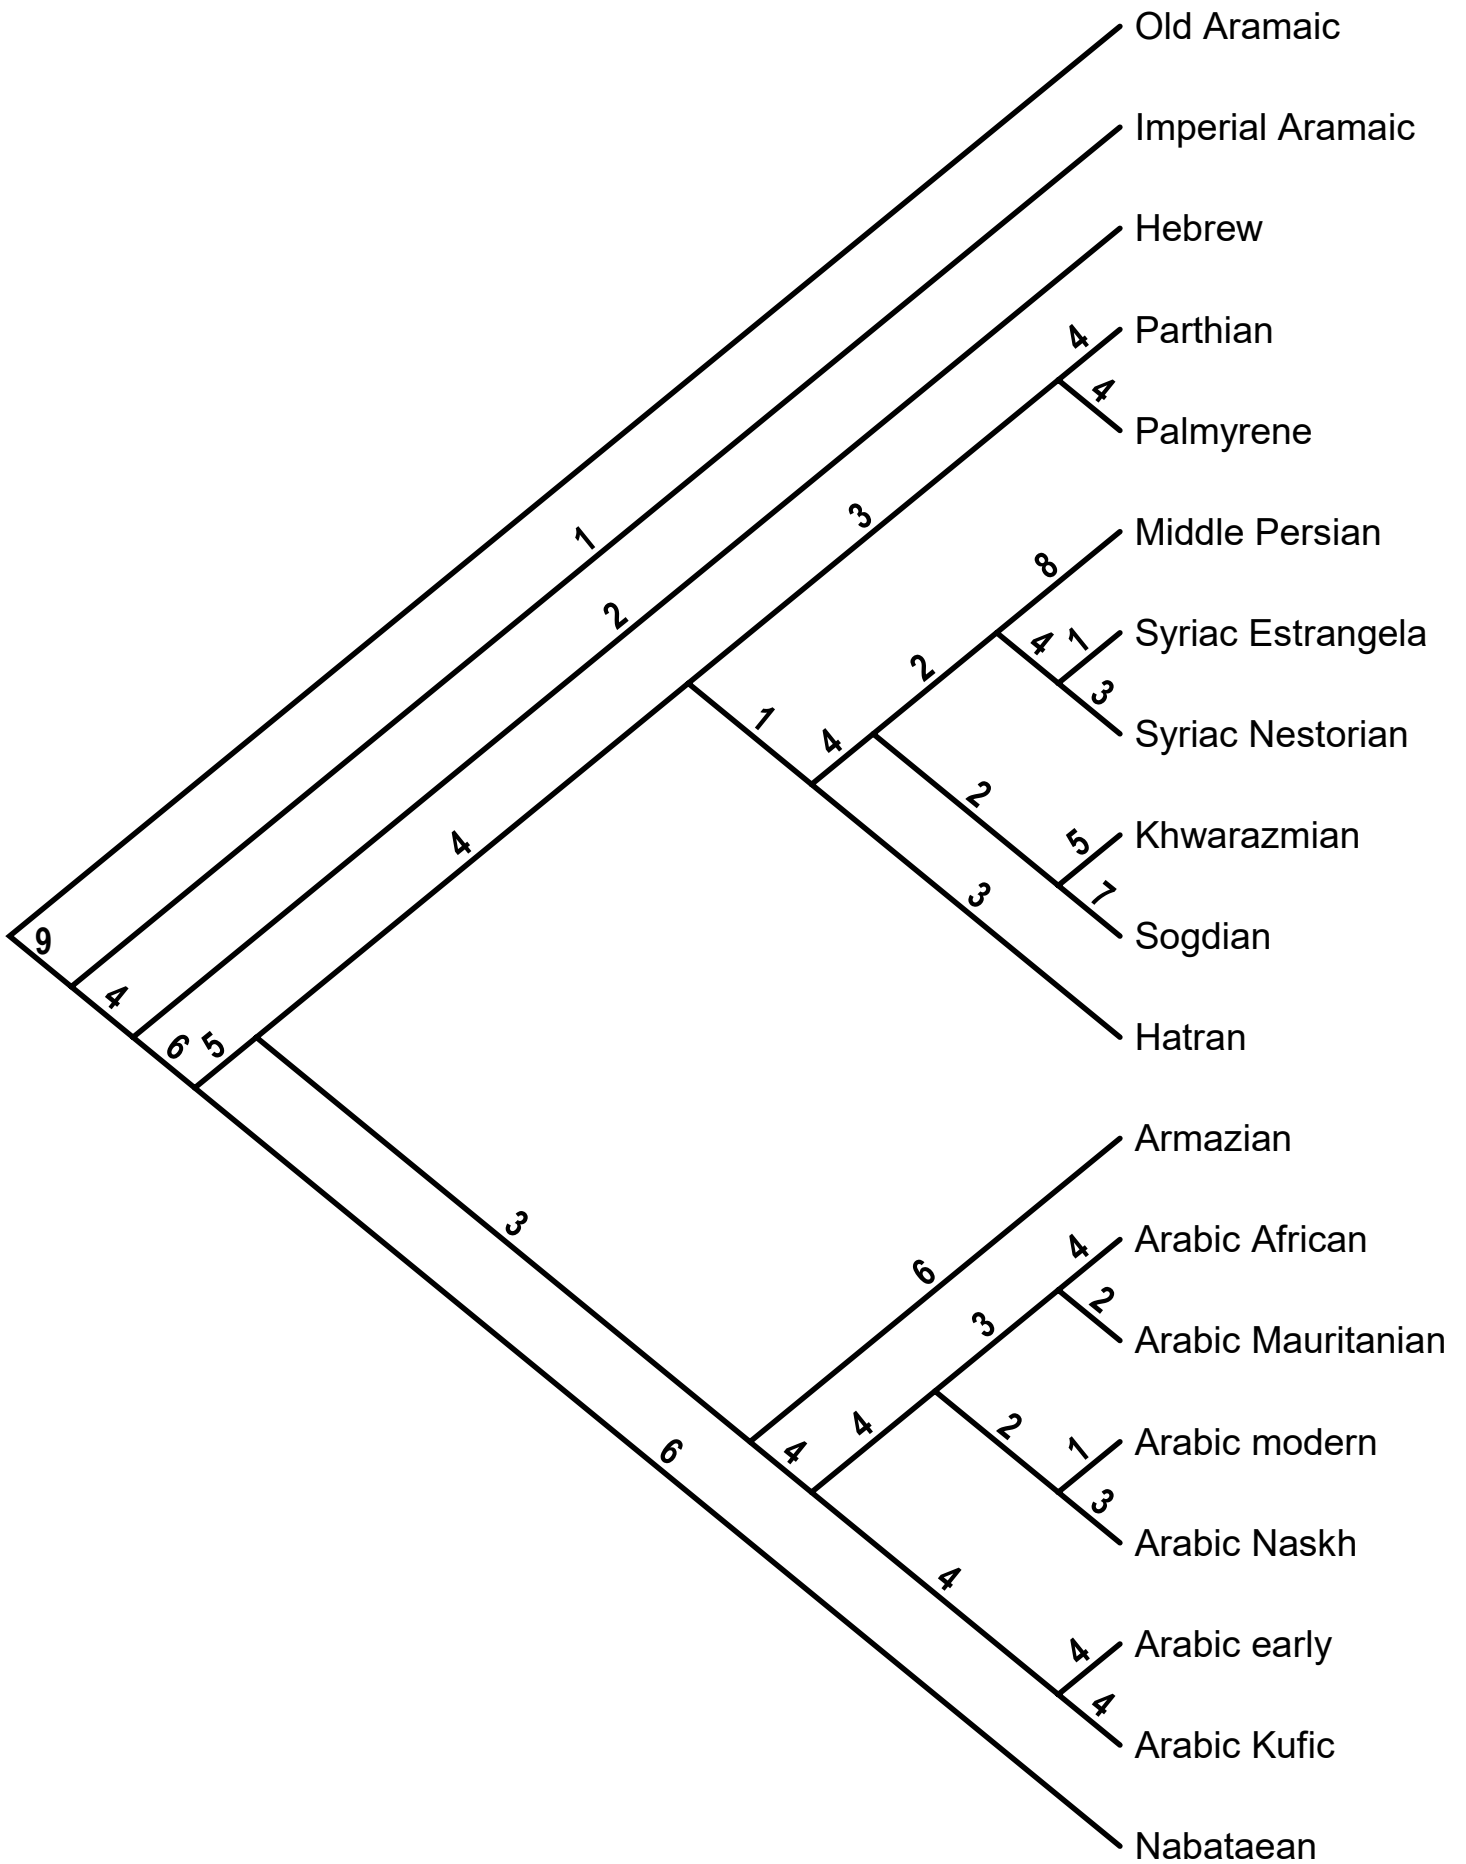 Old Aramaic
Imperial Aramaic
Hebrew
4 Parthian
4
Palmyrene
3
Middle Persian
1
8
2
4 1 Syriac Estrangela
2
3
1
4
Syriac Nestorian
2
4
5 Khwarazmian
3
7
9
Sogdian
4
6 5
Hatran
Armazian
3
4 Arabic African
6
2
3
Arabic Mauritanian
4
2
6
4
1 Arabic modern
3
Arabic Naskh
4
4 Arabic early
4
Arabic Kufic
Nabataean